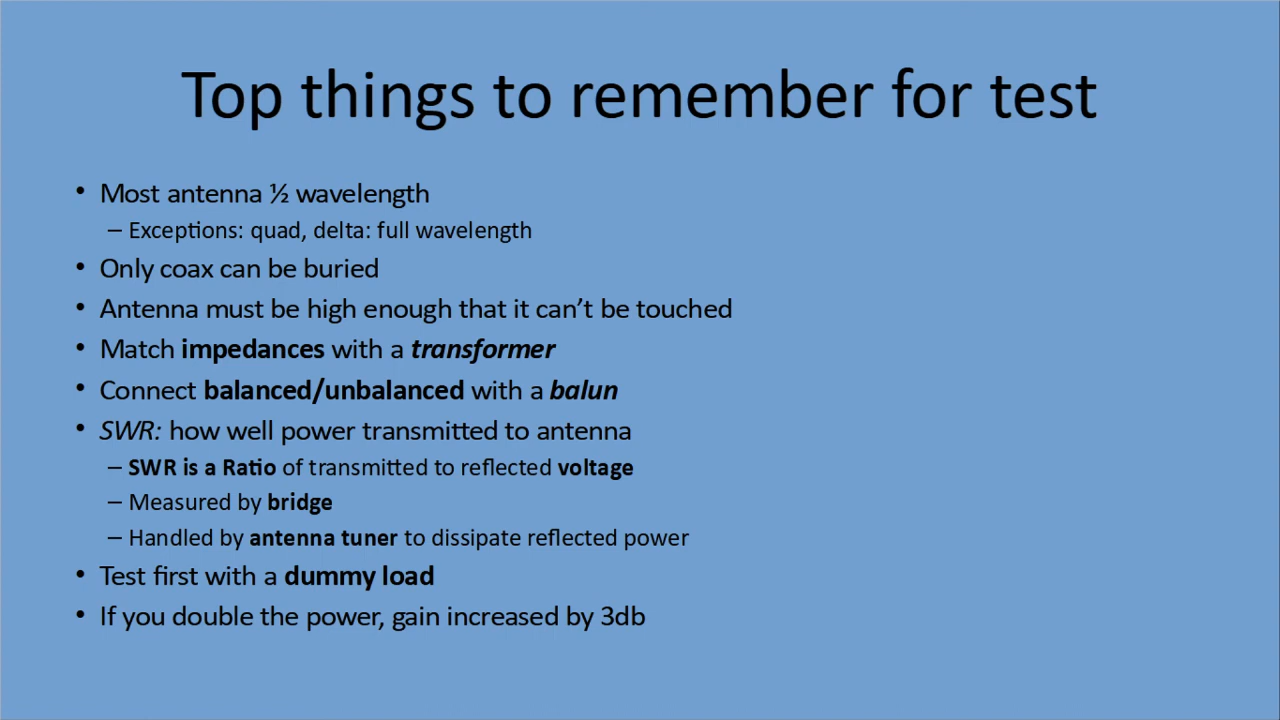 Top things to remember for test
• Most antenna ½ wavelength
– Exceptions: quad, delta: full wavelength
• Only coax can be buried
• Antenna must be high enough that it can’t be touched
• Match impedances with a transformer
• Connect balanced/unbalanced with a balun
• SWR: how well power transmitted to antenna
– SWR is a Ratio of transmitted to reflected voltage
– Measured by bridge
– Handled by antenna tuner to dissipate reflected power
• Test first with a dummy load
• If you double the power, gain increased by 3db